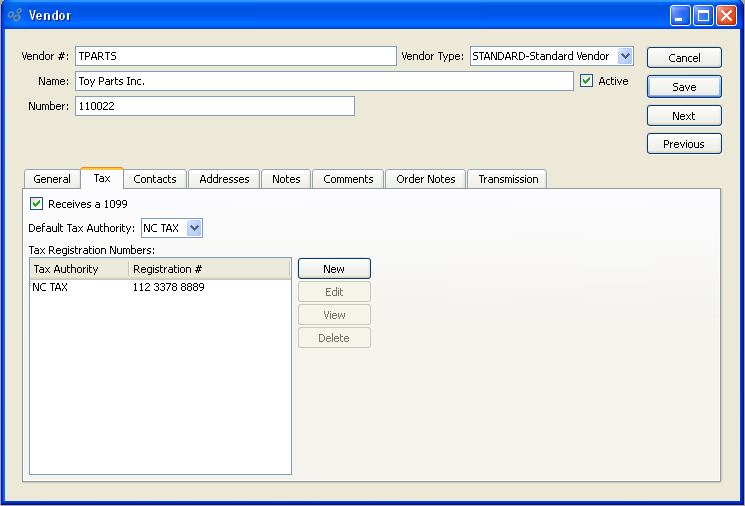 Vendor
Vendor #: TPARTS Vendor Type: STANDARD-Standard Vendor Cancel
Name: Toy Parts Inc. Active Save
Number: 110022 Next
Previous
General Tax Contacts Addresses Notes Comments Order Notes Transmission
Receives a 1099
Default Tax Authority: NC TAX
Tax Registration Numbers:
Tax Authority Registration # New
NC TAX 112 3378 8889 Edit
View
Delete